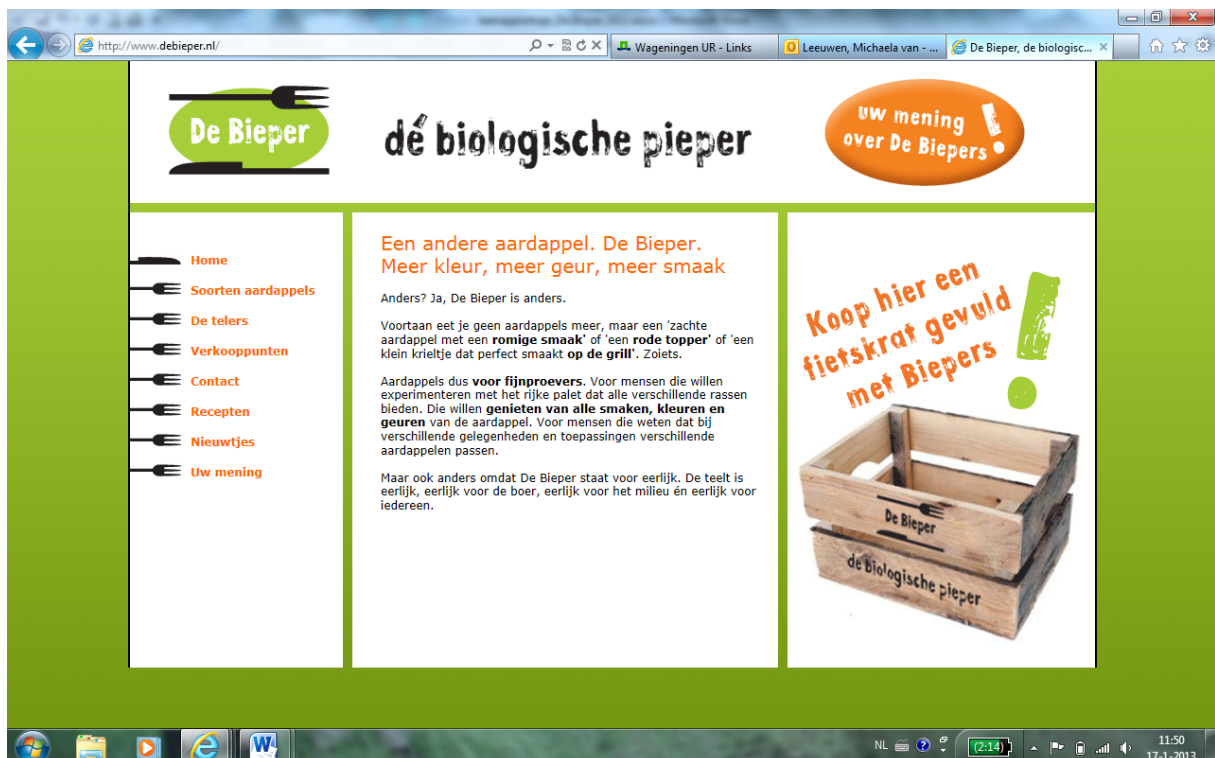 http://www.debieper.nl/
Wageningen UR - Links
Leeuwen, Michaela van - ...
De Bieper, de biologisc...
De Bieper
dé biologische pieper
uw mening
over De Biepers!
Home
Soorten aardappels
De telers
Verkooppunten
Contact
Recepten
Nieuwtjes
Uw mening
Een andere aardappel. De Bieper.
Meer kleur, meer geur, meer smaak
Anders? Ja, De Bieper is anders.
Voortaan eet je geen aardappels meer, maar een 'zachte
aardappel met een romige smaak' of 'een rode topper' of 'een
klein krieltje dat perfect smaakt op de grill'. Zoiets.
Aardappels dus voor fijnproevers. Voor mensen die willen
experimenteren met het rijke palet dat alle verschillende rassen
bieden. Die willen genieten van alle smaken, kleuren en
geuren van de aardappel. Voor mensen die weten dat bij
verschillende gelegenheden en toepassingen verschillende
aardappelen passen.
Maar ook anders omdat De Bieper staat voor eerlijk. De teelt is
eerlijk, eerlijk voor de boer, eerlijk voor het milieu én eerlijk voor
iedereen.
Koop hier een
fietskrat gevuld
met Biepers!
De Bieper
dé biologische pieper
NL
(2:14)
11:50
17-1-2013